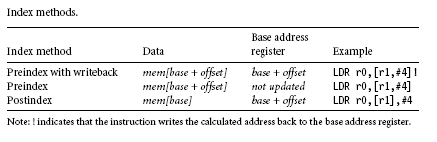 Index methods.
Base address
Index method Data register Example
Preindex with writeback mem[base + offset] base + offset LDR r0,[r1,#4]!
Preindex mem[base + offset] not updated LDR r0,[r1,#4]
Postindex mem[base] base + offset LDR r0,[r1],#4
Note: ! indicates that the instruction writes the calculated address back to the base address register.